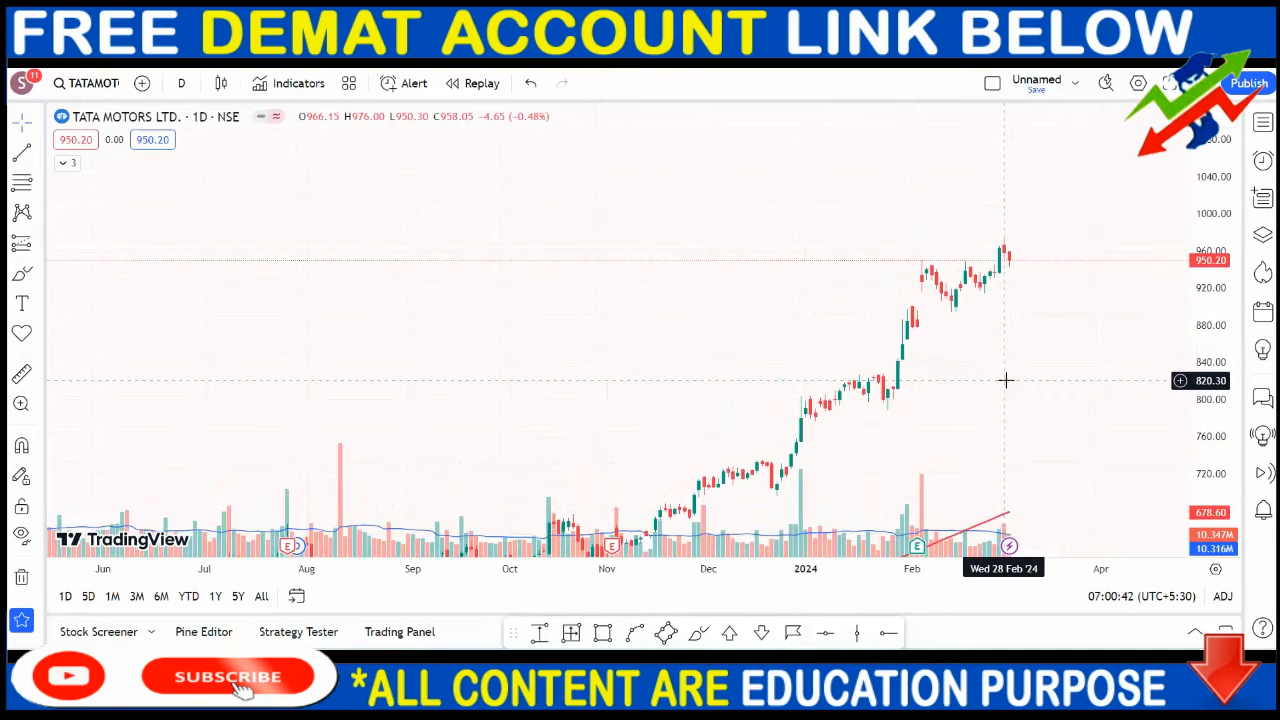 FREE DEMAT ACCOUNT LINK BELOW
S 11 TATAMOT D Indicators Alert Replay Unnamed Save Publish
TATA MOTORS LTD. · 1D · NSE O966.15 H976.00 L950.30 C958.05 −4.65 (−0.48%)
950.20 0.00 950.20
3
1040.00
1000.00
960.00
950.20
920.00
880.00
840.00
820.30
800.00
760.00
720.00
678.60
10.347M
10.316M
TradingView
E E E
Jun Jul Aug Sep Oct Nov Dec 2024 Feb Wed 28 Feb '24 Apr
1D 5D 1M 3M 6M YTD 1Y 5Y All 07:00:42 (UTC+5:30) ADJ
Stock Screener Pine Editor Strategy Tester Trading Panel
SUBSCRIBE
*ALL CONTENT ARE EDUCATION PURPOSE